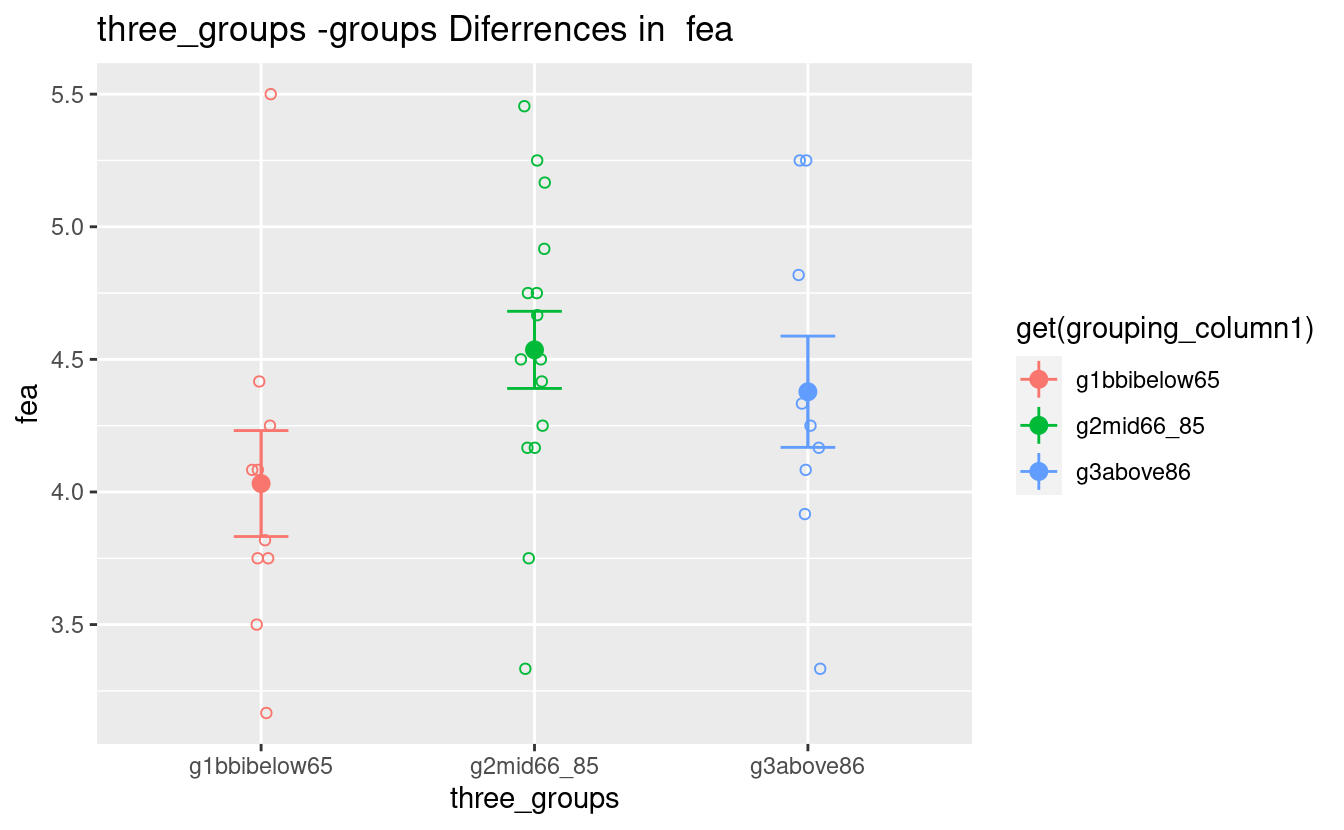 three_groups -groups Diferrences in  fea
5.5
5.0
4.5
4.0
3.5
fea
g1bbibelow65
g2mid66_85
g3above86
three_groups
get(grouping_column1)
g1bbibelow65
g2mid66_85
g3above86